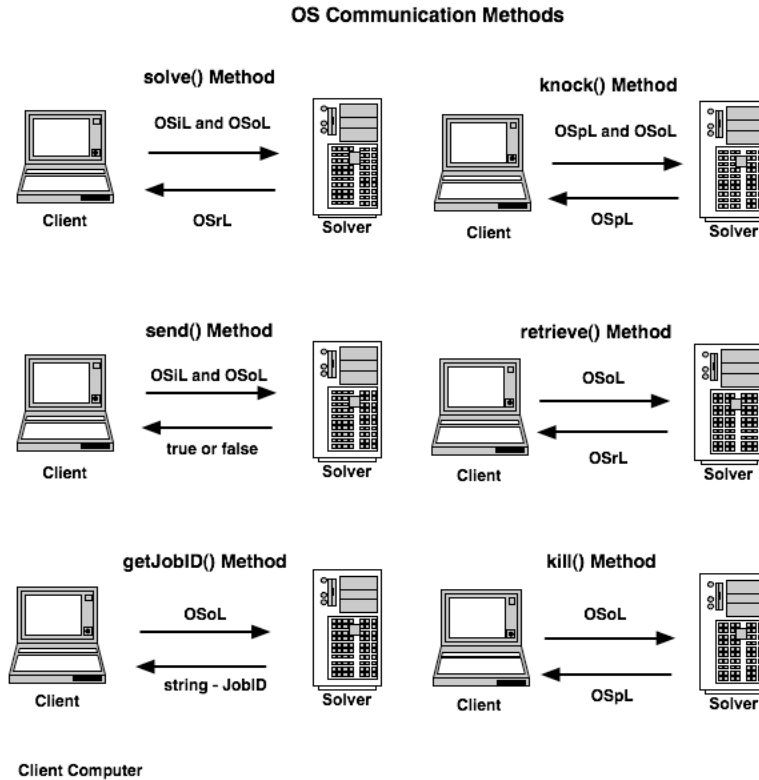 OS Communication Methods
solve() Method
OSiL and OSoL
OSrL
Client
Solver
knock() Method
OSpL and OSoL
OSpL
Client
Solver
send() Method
OSiL and OSoL
true or false
Client
Solver
retrieve() Method
OSoL
OSrL
Client
Solver
getJobID() Method
OSoL
string - JobID
Client
Solver
kill() Method
OSoL
OSpL
Client
Solver
Client Computer